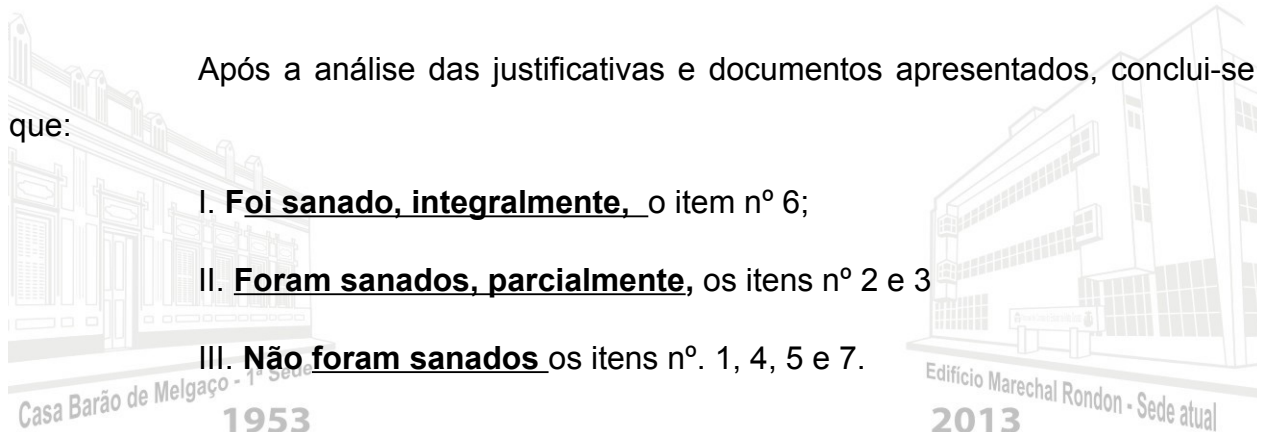 Após a análise das justificativas e documentos apresentados, conclui-se
que:
I. Foi sanado, integralmente, o item nº 6;
II. Foram sanados, parcialmente, os itens nº 2 e 3
III. Não foram sanados os itens nº. 1, 4, 5 e 7.
Casa Barão de Melgaço - 1ª Sede
1953
Edifício Marechal Rondon - Sede atual
2013